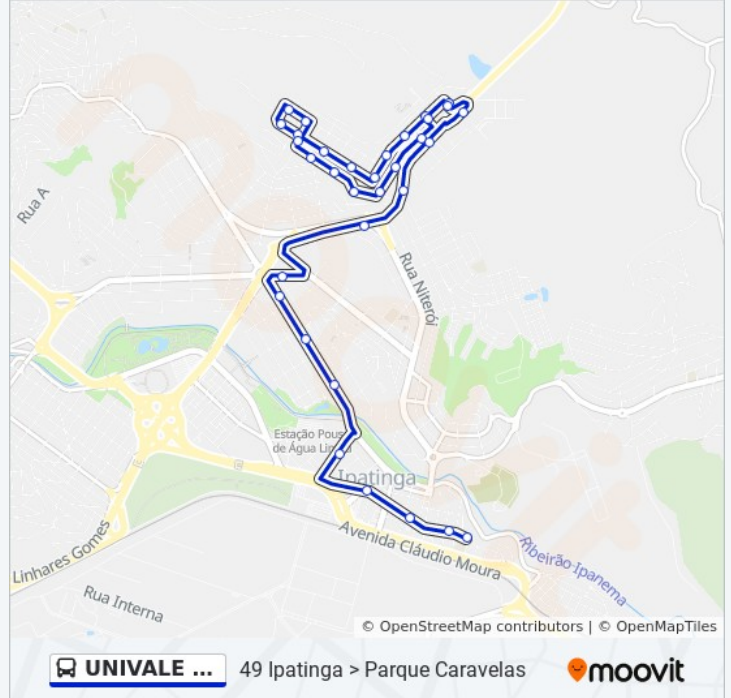 Rua A
Rua Niterói
Estação Pous
de Água Lim
Ipatinga
Avenida Cláudio Moura
Linhares Gomes
Ribeirão Ipanema
Rua Interna
© OpenStreetMap contributors | © OpenMapTiles
UNIVALE ...
49 Ipatinga > Parque Caravelas
moovit